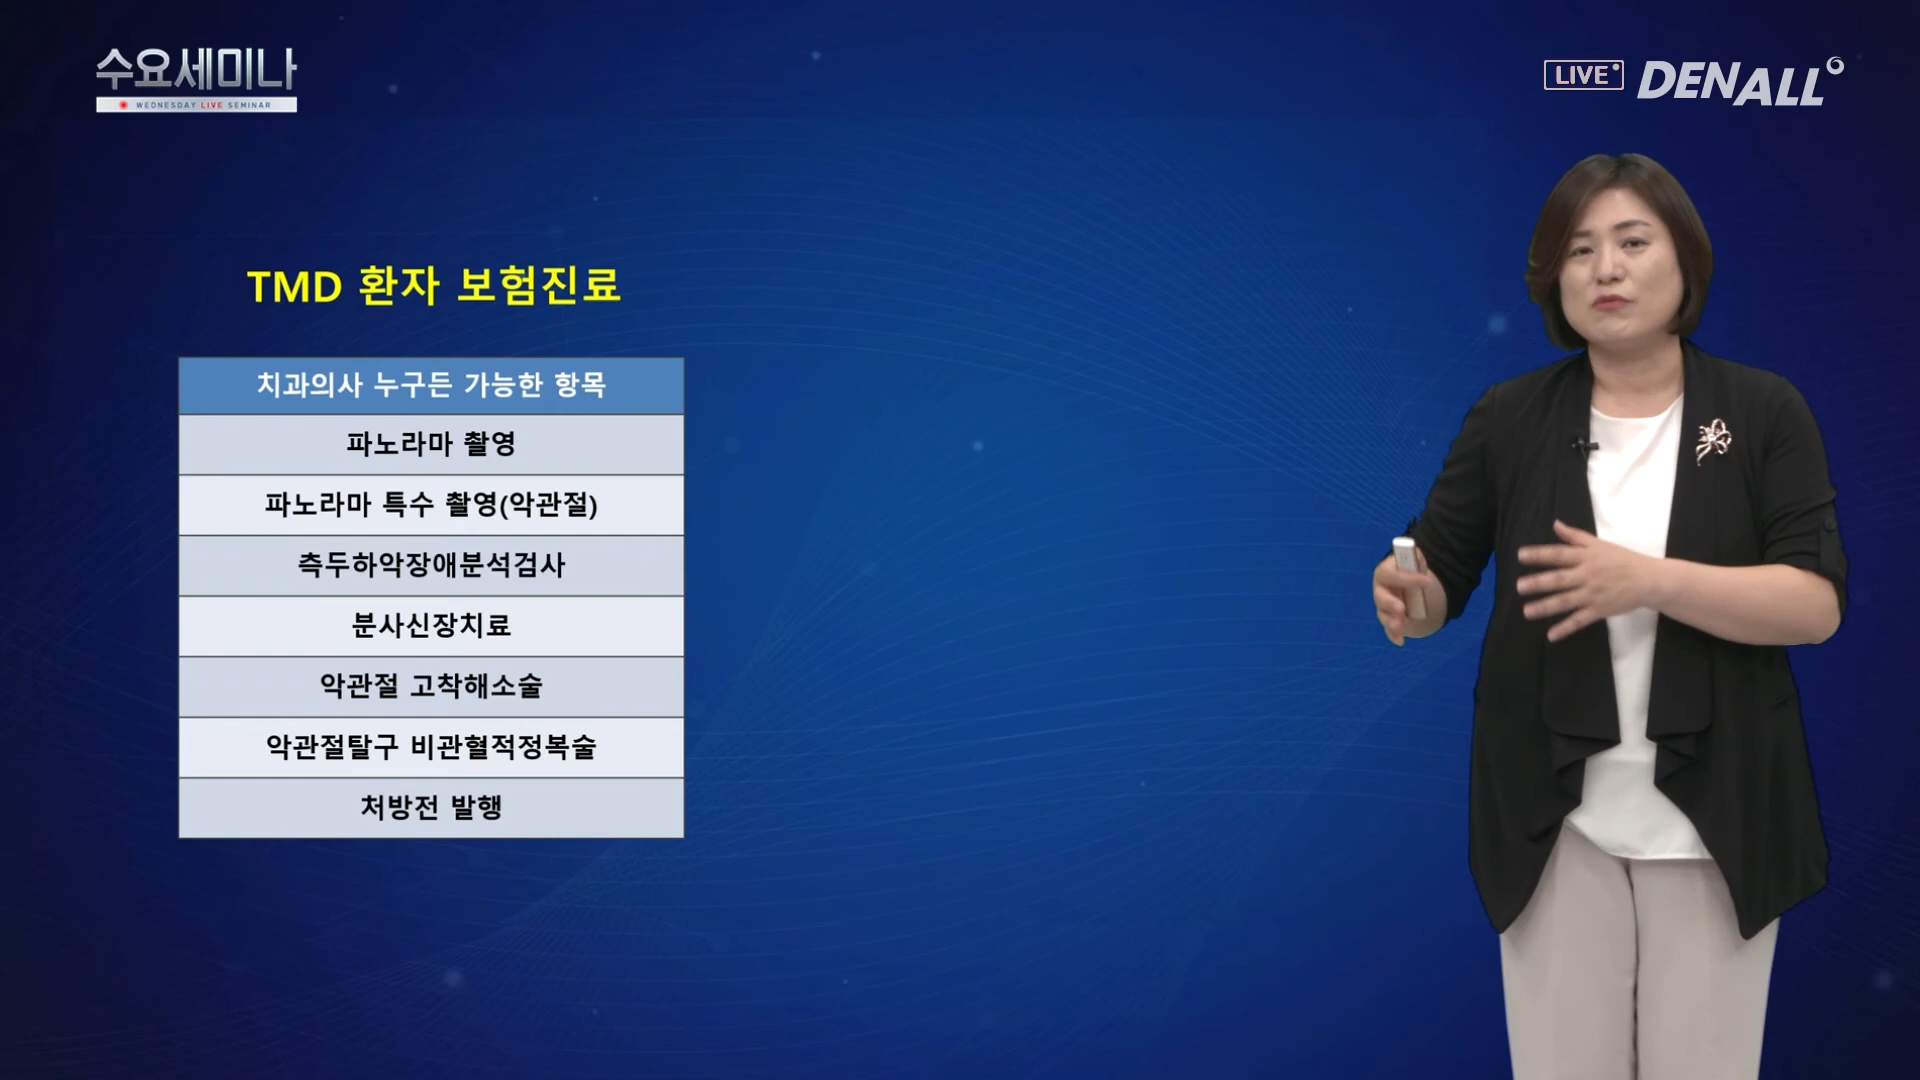 수요세미나
WEDNESDAY LIVE SEMINAR
LIVE
DENALL
TMD 환자 보험진료
치과의사 누구든 가능한 항목
파노라마 촬영
파노라마 특수 촬영(악관절)
측두하악장애분석검사
분사신장치료
악관절 고착해소술
악관절탈구 비관혈적정복술
처방전 발행